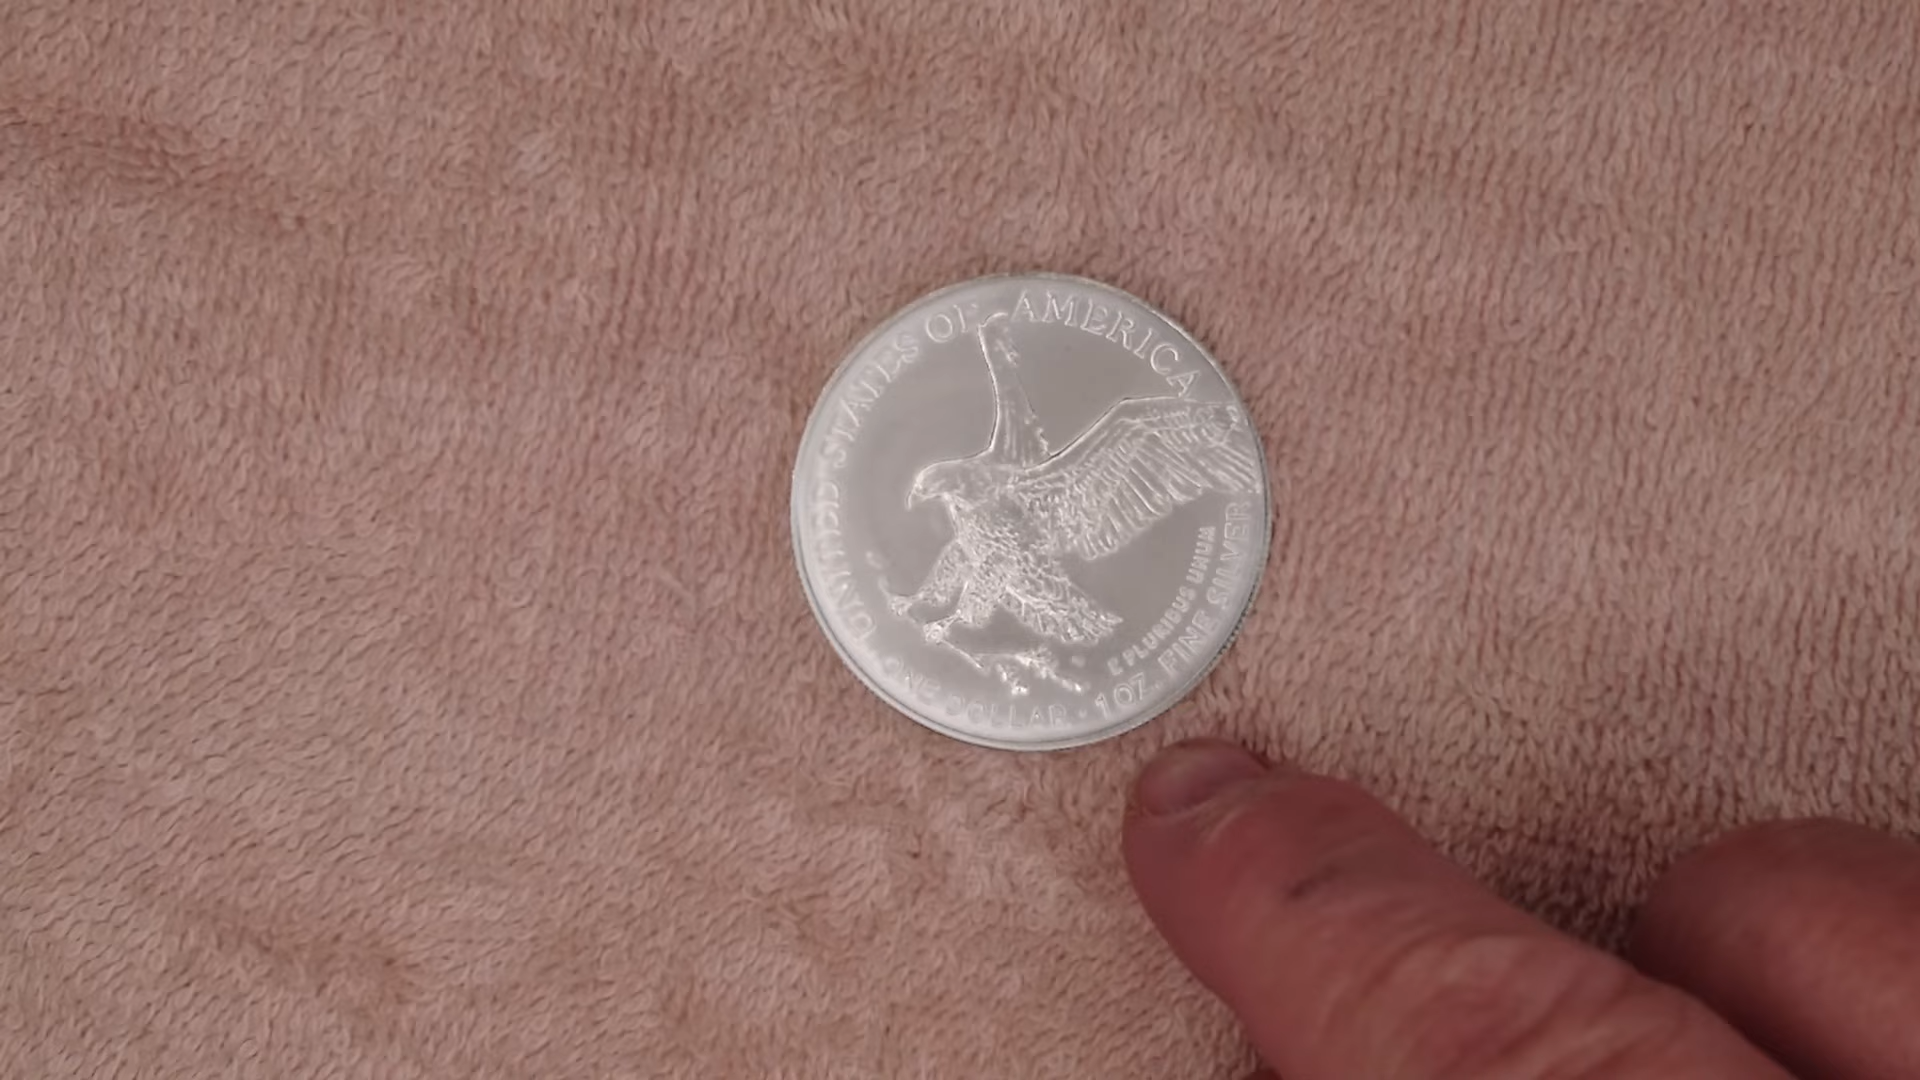 UNITED STATES OF AMERICA
E PLURIBUS UNUM
ONE DOLLAR • 1 OZ. FINE SILVER